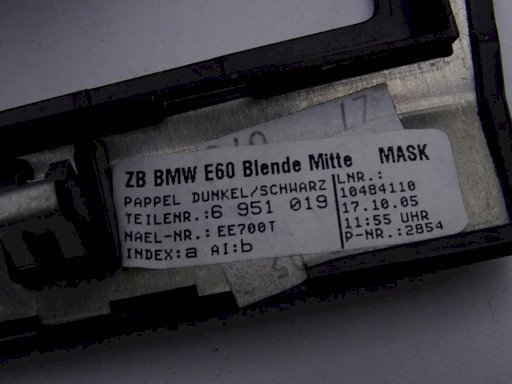 ZB BMW E60 Blende Mitte MASK
PAPPEL DUNKEL/SCHWARZ
TEILENR.:6 951 019
NAEL-NR.:EE700T
INDEX:a AI:b
LNR.:
10484110
17.10.05
11:55 UHR
P-NR.:2854
17